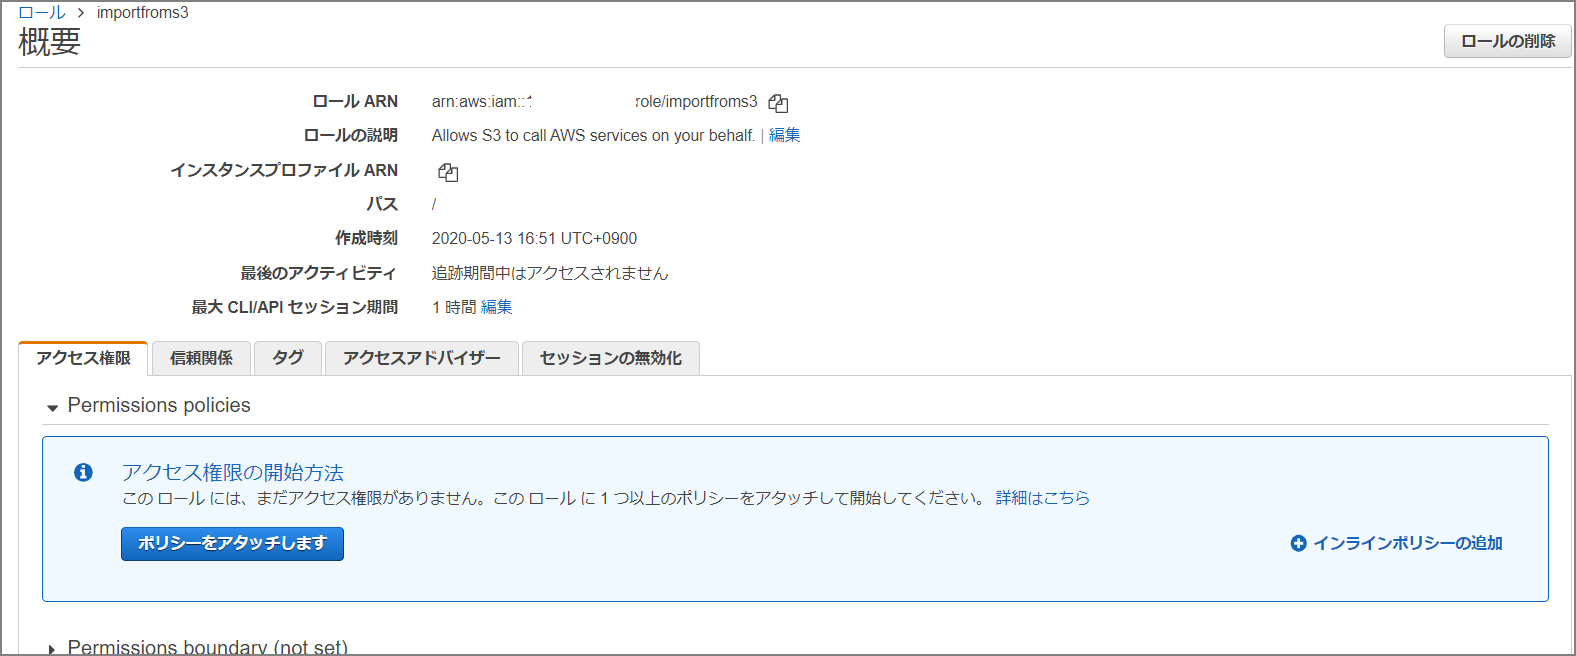 ロール > importfroms3
概要
ロールの削除
ロール ARN arn:aws:iam:: role/importfroms3
ロールの説明 Allows S3 to call AWS services on your behalf. | 編集
インスタンスプロファイル ARN
パス /
作成時刻 2020-05-13 16:51 UTC+0900
最後のアクティビティ 追跡期間中はアクセスされません
最大 CLI/API セッション期間 1 時間 編集
アクセス権限 信頼関係 タグ アクセスアドバイザー セッションの無効化
Permissions policies
アクセス権限の開始方法
この ロール には、まだアクセス権限がありません。この ロール に 1 つ以上のポリシーをアタッチして開始してください。 詳細はこちら
ポリシーをアタッチします インラインポリシーの追加
Permissions boundary (not set)